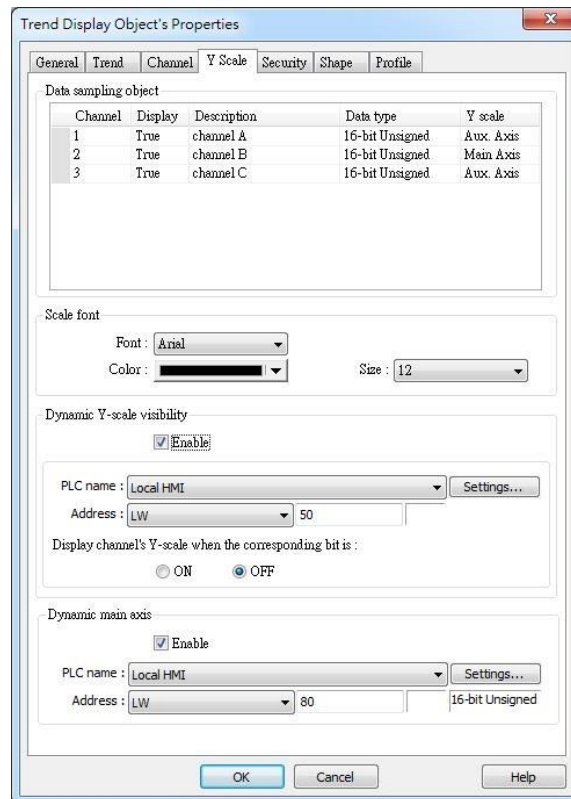 Trend Display Object's Properties
General Trend Channel Y Scale Security Shape Profile
Data sampling object
Channel Display Description Data type Y scale
1 True channel A 16-bit Unsigned Aux. Axis
2 True channel B 16-bit Unsigned Main Axis
3 True channel C 16-bit Unsigned Aux. Axis
Scale font
Font : Arial
Color : Size : 12
Dynamic Y-scale visibility
Enable
PLC name : Local HMI Settings...
Address : LW 50
Display channel's Y-scale when the corresponding bit is :
ON OFF
Dynamic main axis
Enable
PLC name : Local HMI Settings...
Address : LW 80 16-bit Unsigned
OK Cancel Help